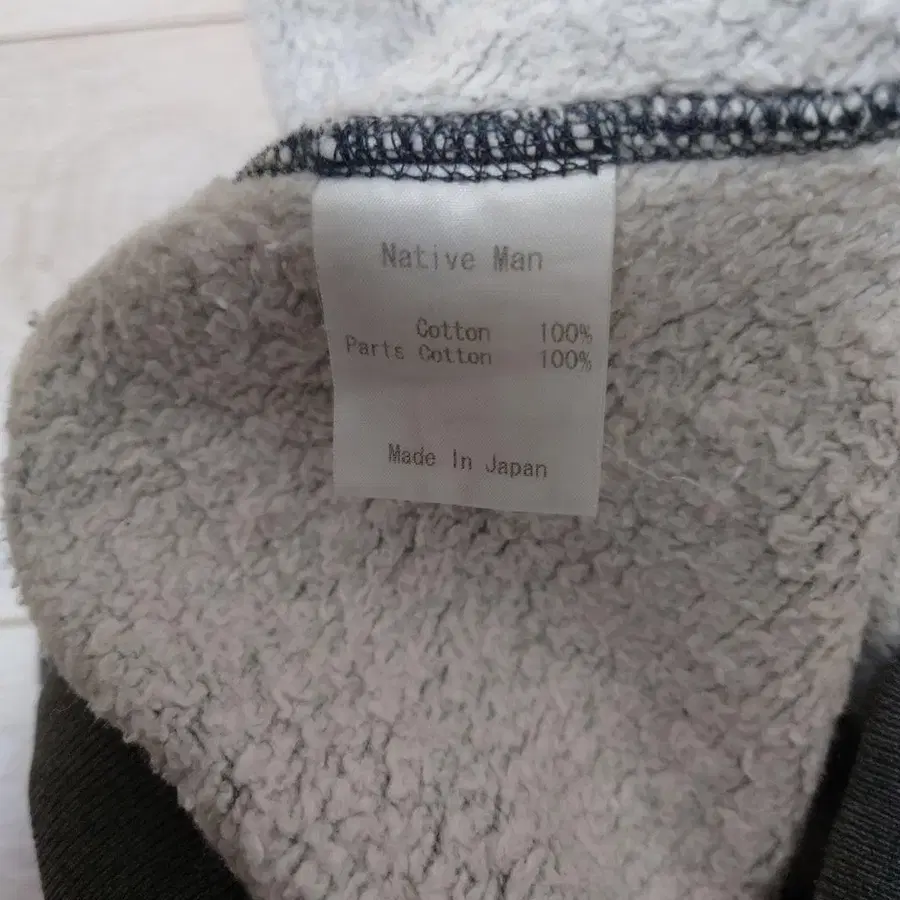 Native Man
Cotton 100%
Parts Cotton 100%
Made In Japan